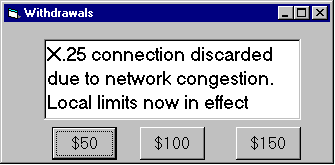 Withdrawals
X.25 connection discarded
due to network congestion.
Local limits now in effect
$50 $100 $150